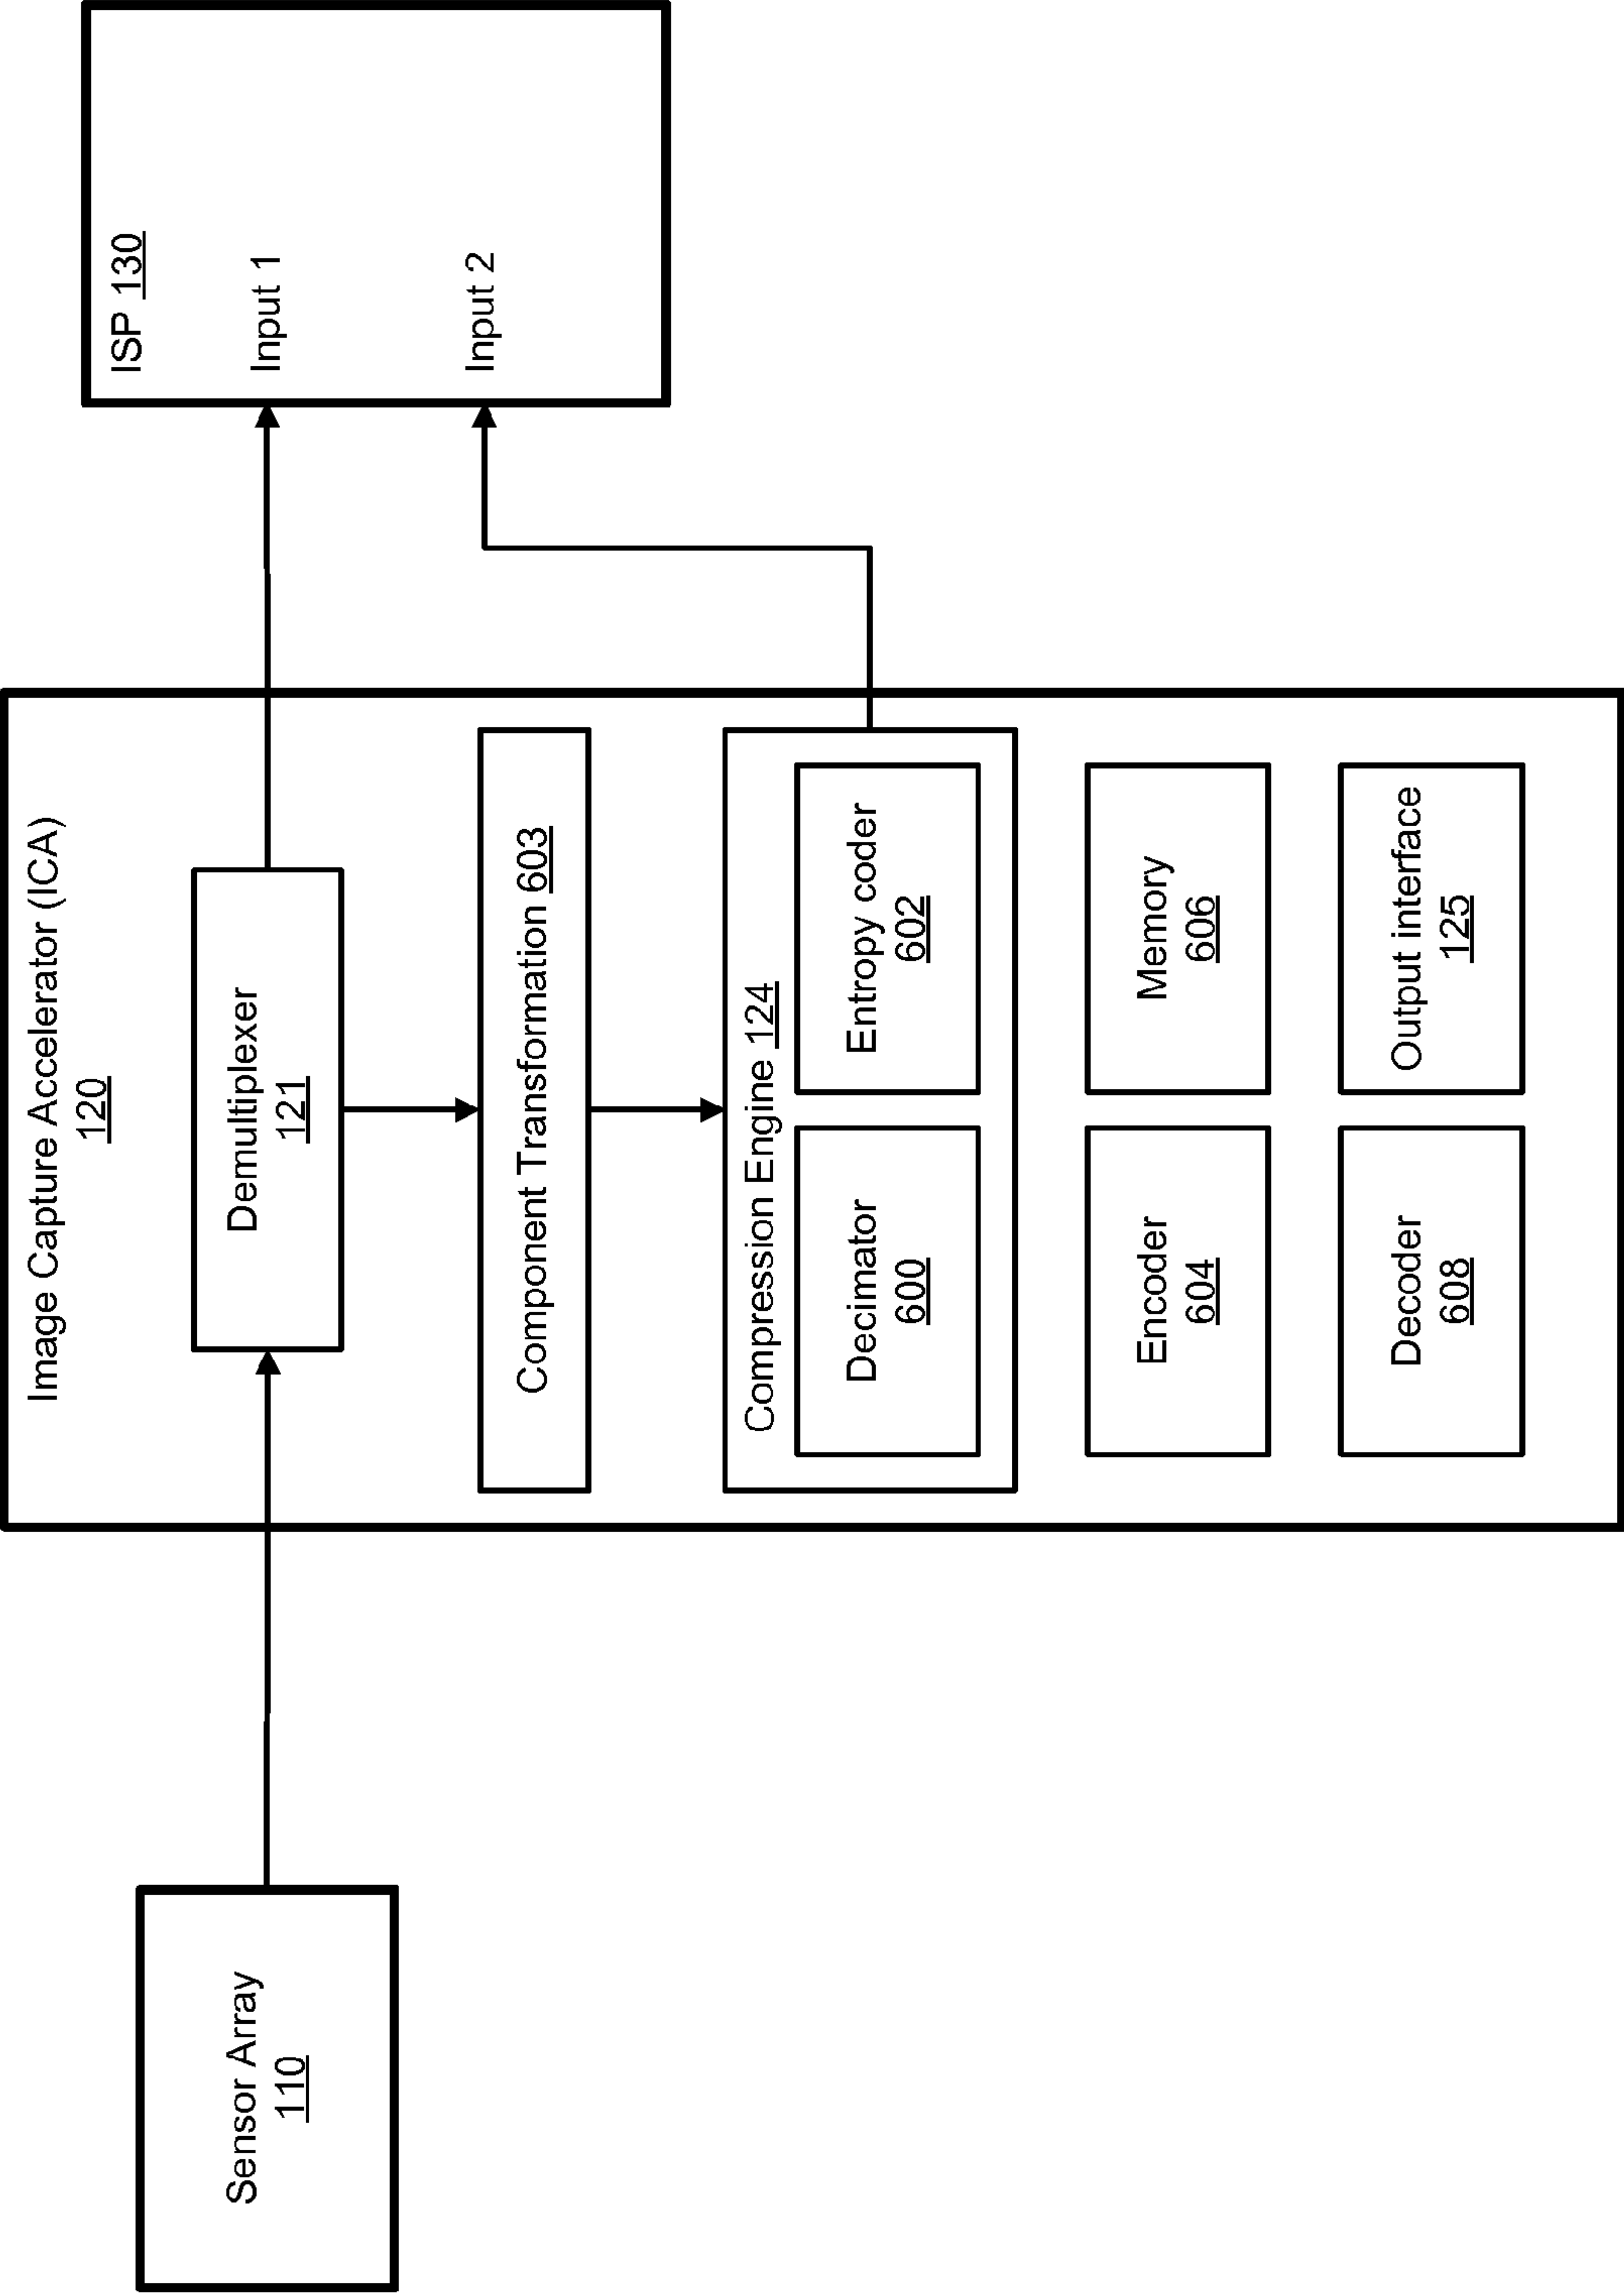 Sensor Array
110
Image Capture Accelerator (ICA)
120
Demultiplexer
121
Component Transformation 603
Compression Engine 124
Decimator
600
Entropy coder
602
Encoder
604
Memory
606
Decoder
608
Output interface
125
ISP 130
Input 1
Input 2